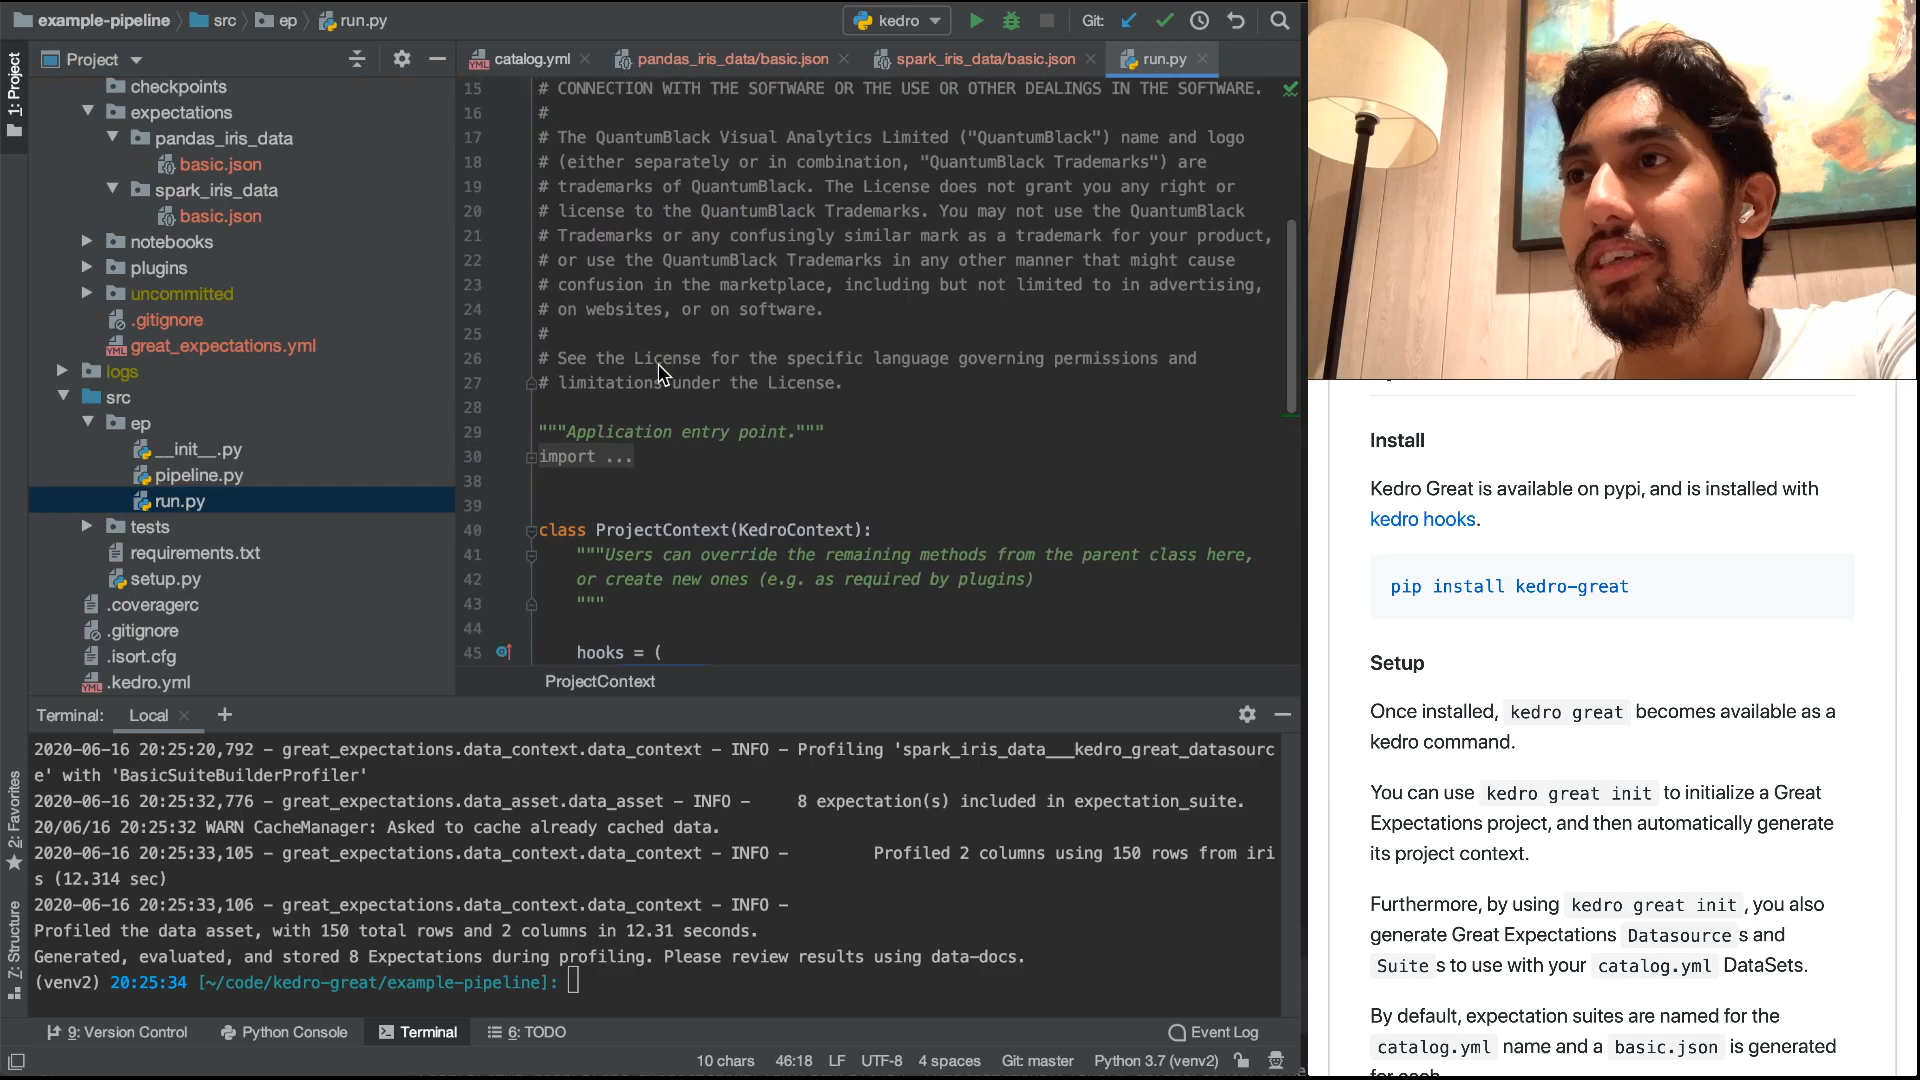 example-pipeline
src
ep
run.py
kedro
Git:
1: Project
Project
catalog.yml
pandas_iris_data/basic.json
spark_iris_data/basic.json
run.py
checkpoints
expectations
pandas_iris_data
basic.json
spark_iris_data
basic.json
notebooks
plugins
uncommitted
.gitignore
great_expectations.yml
logs
src
ep
__init__.py
pipeline.py
run.py
tests
requirements.txt
setup.py
.coveragerc
.gitignore
.isort.cfg
.kedro.yml
15 # CONNECTION WITH THE SOFTWARE OR THE USE OR OTHER DEALINGS IN THE SOFTWARE.
16 #
17 # The QuantumBlack Visual Analytics Limited ("QuantumBlack") name and logo
18 # (either separately or in combination, "QuantumBlack Trademarks") are
19 # trademarks of QuantumBlack. The License does not grant you any right or
20 # license to the QuantumBlack Trademarks. You may not use the QuantumBlack
21 # Trademarks or any confusingly similar mark as a trademark for your product,
22 # or use the QuantumBlack Trademarks in any other manner that might cause
23 # confusion in the marketplace, including but not limited to in advertising,
24 # on websites, or on software.
25 #
26 # See the License for the specific language governing permissions and
27 # limitations under the License.
28
29 """Application entry point."""
30 import ...
38
39
40 class ProjectContext(KedroContext):
41 """Users can override the remaining methods from the parent class here,
42 or create new ones (e.g. as required by plugins)
43 """
44
45 hooks = (
ProjectContext
Terminal: Local
2020-06-16 20:25:20,792 - great_expectations.data_context.data_context - INFO - Profiling 'spark_iris_data___kedro_great_datasourc
e' with 'BasicSuiteBuilderProfiler'
2020-06-16 20:25:32,776 - great_expectations.data_asset.data_asset - INFO - 8 expectation(s) included in expectation_suite.
20/06/16 20:25:32 WARN CacheManager: Asked to cache already cached data.
2020-06-16 20:25:33,105 - great_expectations.data_context.data_context - INFO - Profiled 2 columns using 150 rows from iri
s (12.314 sec)
2020-06-16 20:25:33,106 - great_expectations.data_context.data_context - INFO -
Profiled the data asset, with 150 total rows and 2 columns in 12.31 seconds.
Generated, evaluated, and stored 8 Expectations during profiling. Please review results using data-docs.
(venv2) 20:25:34 [~/code/kedro-great/example-pipeline]:
2: Favorites
7: Structure
9: Version Control
Python Console
Terminal
6: TODO
Event Log
10 chars 46:18 LF UTF-8 4 spaces Git: master Python 3.7 (venv2)
Install
Kedro Great is available on pypi, and is installed with
kedro hooks.
pip install kedro-great
Setup
Once installed, kedro great becomes available as a
kedro command.
You can use kedro great init to initialize a Great
Expectations project, and then automatically generate
its project context.
Furthermore, by using kedro great init, you also
generate Great Expectations Datasource s and
Suite s to use with your catalog.yml DataSets.
By default, expectation suites are named for the
catalog.yml name and a basic.json is generated
for each